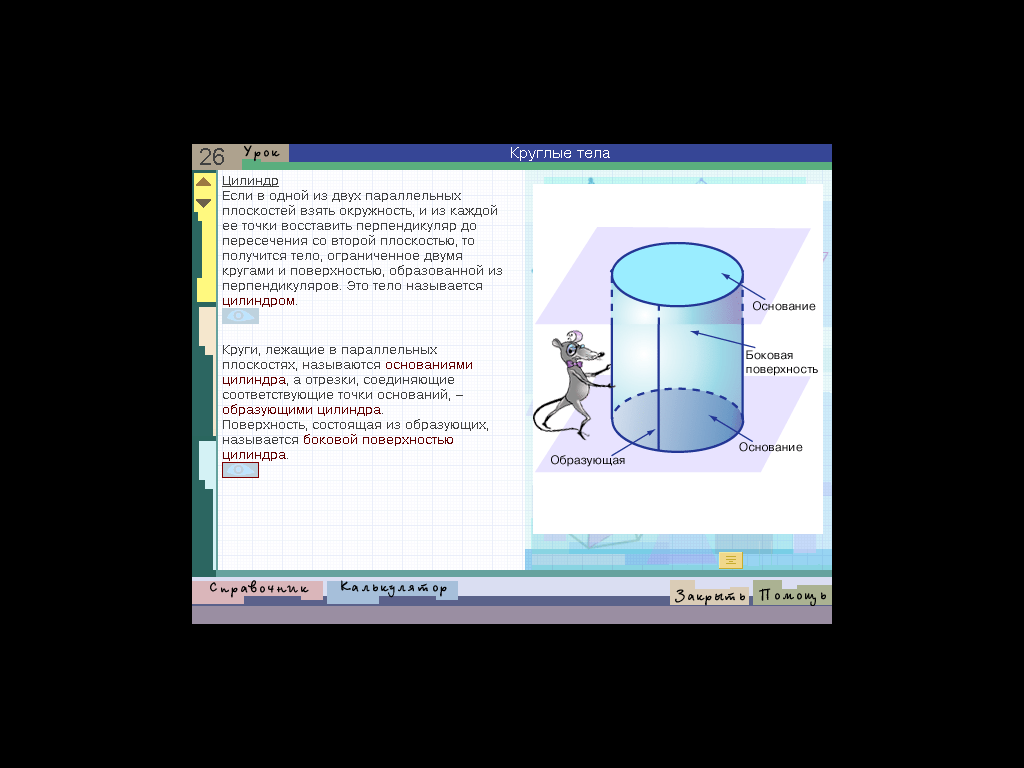 26
Урок
Круглые тела
Цилиндр
Если в одной из двух параллельных
плоскостей взять окружность, и из каждой
ее точки восставить перпендикуляр до
пересечения со второй плоскостью, то
получится тело, ограниченное двумя
кругами и поверхностью, образованной из
перпендикуляров. Это тело называется
цилиндром.
Круги, лежащие в параллельных
плоскостях, называются основаниями
цилиндра, а отрезки, соединяющие
соответствующие точки оснований, –
образующими цилиндра.
Поверхность, состоящая из образующих,
называется боковой поверхностью
цилиндра.
Основание
Боковая
поверхность
Основание
Образующая
Справочник
Калькулятор
Закрыть
Помощь